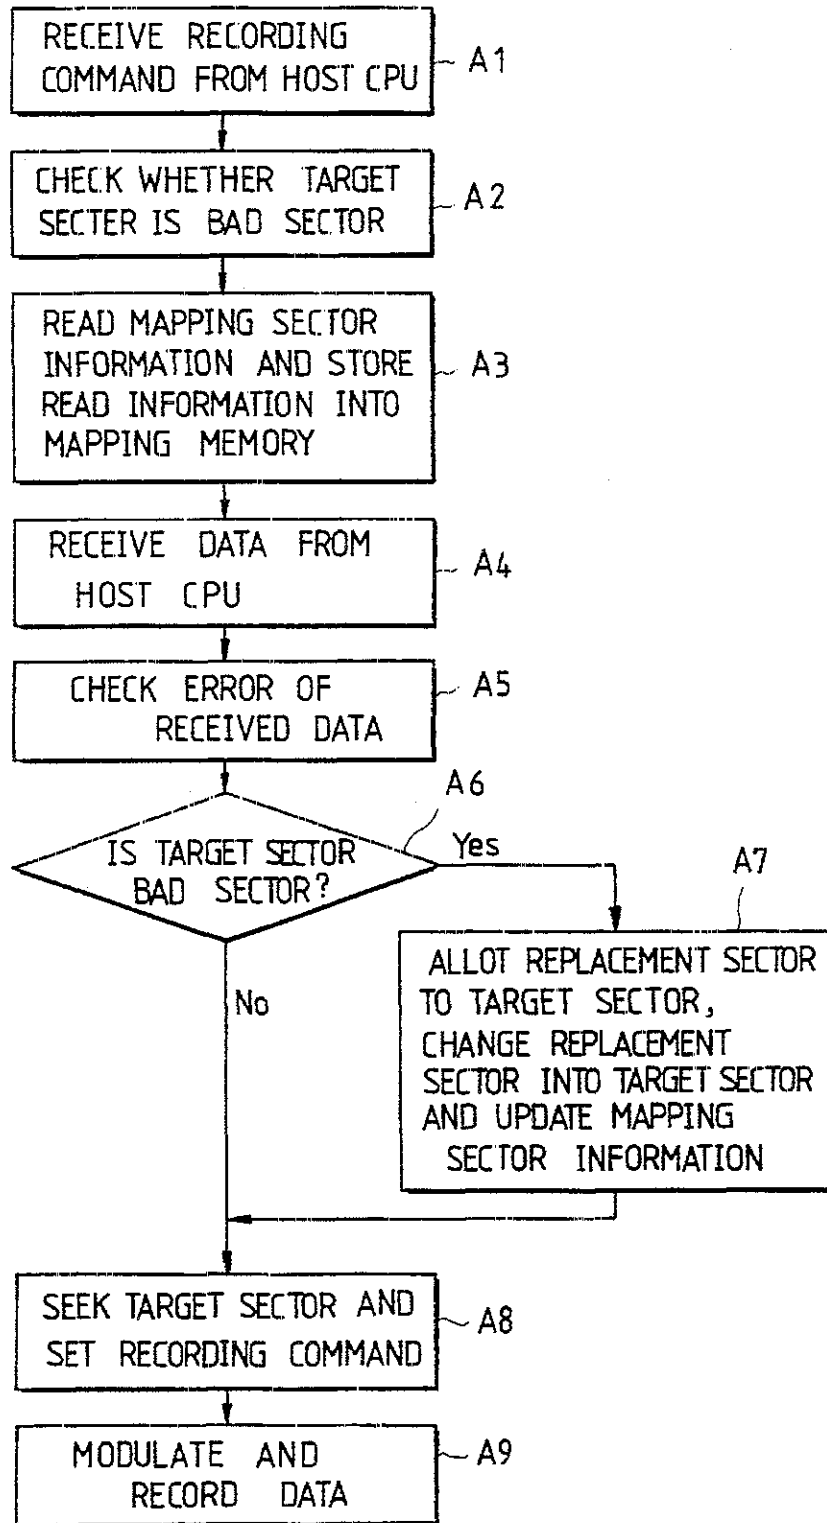 RECEIVE RECORDING
COMMAND FROM HOST CPU
A1
CHECK WHETHER TARGET
SECTER IS BAD SECTOR
A2
READ MAPPING SECTOR
INFORMATION AND STORE
READ INFORMATION INTO
MAPPING MEMORY
A3
RECEIVE DATA FROM
HOST CPU
A4
CHECK ERROR OF
RECEIVED DATA
A5
IS TARGET SECTOR
BAD SECTOR?
A6
Yes
No
A7
ALLOT REPLACEMENT SECTOR
TO TARGET SECTOR,
CHANGE REPLACEMENT
SECTOR INTO TARGET SECTOR
AND UPDATE MAPPING
SECTOR INFORMATION
SEEK TARGET SECTOR AND
SET RECORDING COMMAND
A8
MODULATE AND
RECORD DATA
A9